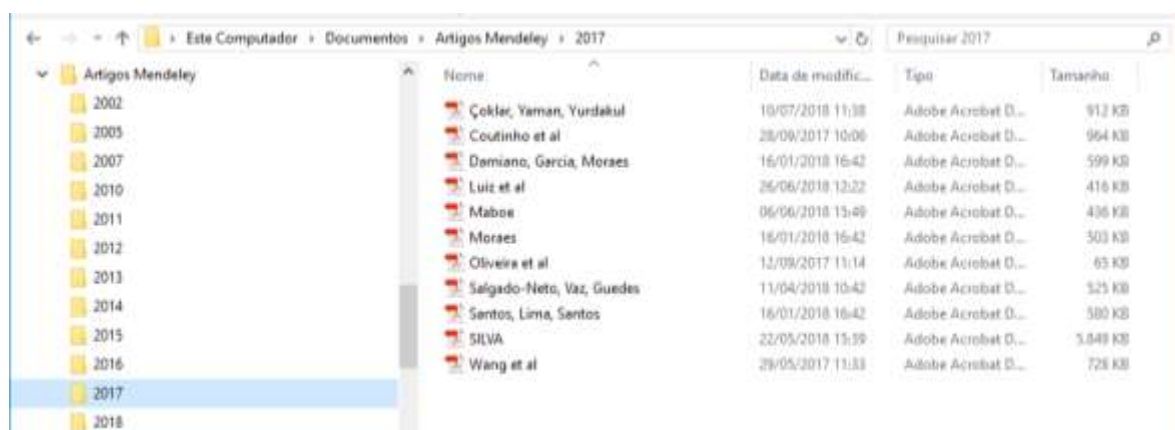 Este Computador › Documentos › Artigos Mendeley › 2017
Pesquisar 2017
Artigos Mendeley
2002
2005
2007
2010
2011
2012
2013
2014
2015
2016
2017
2018
Nome Data de modific... Tipo Tamanho
Çoklar, Yaman, Yurdakul 10/07/2018 11:38 Adobe Acrobat D... 912 KB
Coutinho et al 28/09/2017 10:06 Adobe Acrobat D... 964 KB
Damiano, Garcia, Moraes 16/01/2018 16:42 Adobe Acrobat D... 599 KB
Luiz et al 26/06/2018 12:22 Adobe Acrobat D... 416 KB
Maboe 06/06/2018 15:49 Adobe Acrobat D... 436 KB
Moraes 16/01/2018 16:42 Adobe Acrobat D... 503 KB
Oliveira et al 12/09/2017 11:14 Adobe Acrobat D... 65 KB
Salgado-Neto, Vaz, Guedes 11/04/2018 10:42 Adobe Acrobat D... 525 KB
Santos, Lima, Santos 16/01/2018 16:42 Adobe Acrobat D... 580 KB
SILVA 22/05/2018 15:39 Adobe Acrobat D... 5.849 KB
Wang et al 29/05/2017 11:33 Adobe Acrobat D... 728 KB